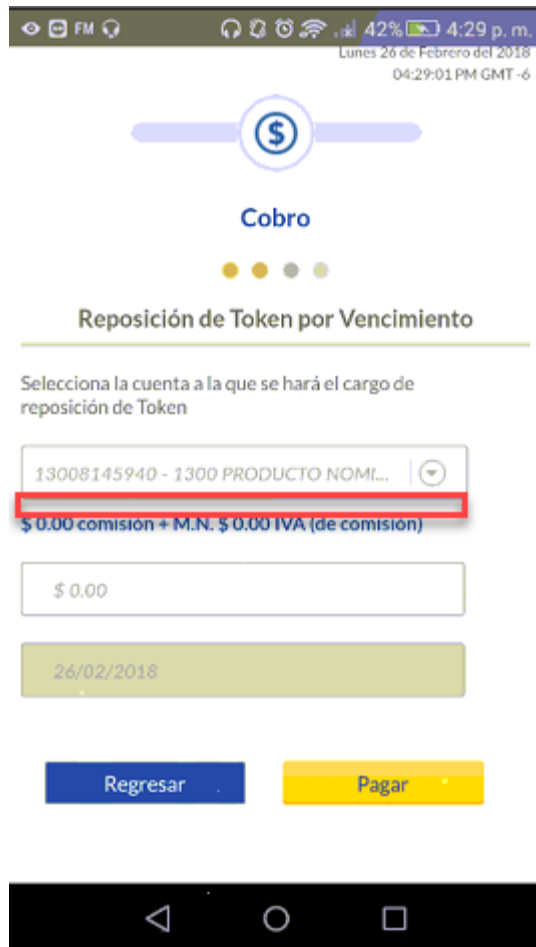 FM 42% 4:29 p. m.
Lunes 26 de Febrero del 2018
04:29:01 PM GMT -6
$
Cobro
Reposición de Token por Vencimiento
Selecciona la cuenta a la que se hará el cargo de
reposición de Token
13008145940 - 1300 PRODUCTO NOMI...
$ 0.00 comisión + M.N. $ 0.00 IVA (de comisión)
$ 0.00
26/02/2018
Regresar Pagar